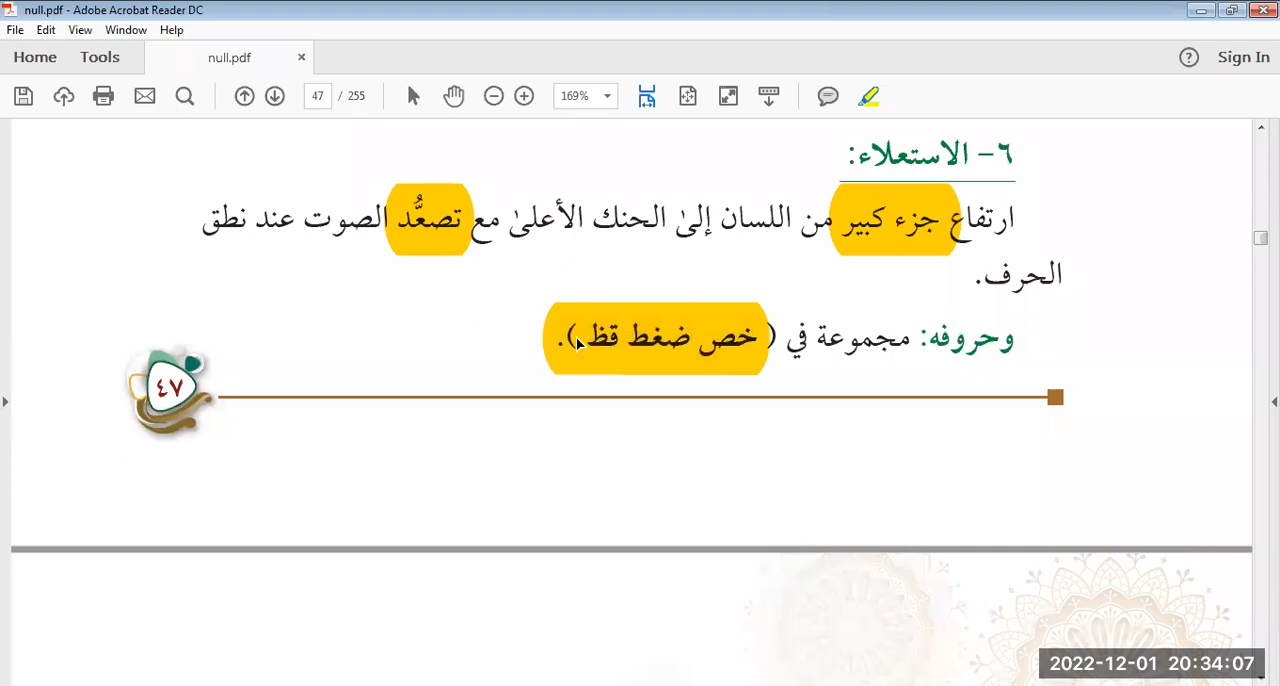 null.pdf - Adobe Acrobat Reader DC
File Edit View Window Help
Home Tools null.pdf × ? Sign In
47 / 255 169%
٦- الاستعلاء:
ارتفاع جزء كبير من اللسان إلىٰ الحنك الأعلىٰ مع تصعُّد الصوت عند نطق
الحرف.
وحروفه: مجموعة في (خص ضغط قظ).
٤٧
2022-12-01 20:34:07